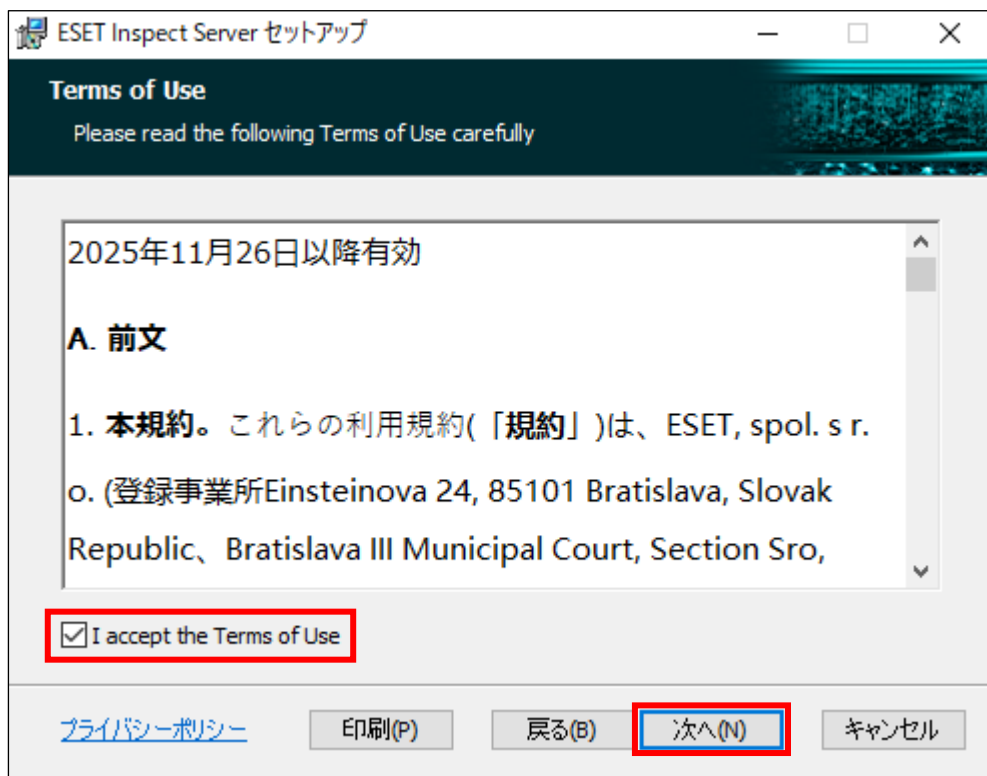 ESET Inspect Server セットアップ
Terms of Use
Please read the following Terms of Use carefully
2025年11月26日以降有効
A. 前文
1. 本規約。これらの利用規約(「規約」)は、ESET, spol. s r.
o. (登録事業所Einsteinova 24, 85101 Bratislava, Slovak
Republic、Bratislava III Municipal Court, Section Sro,
I accept the Terms of Use
プライバシーポリシー 印刷(P) 戻る(B) 次へ(N) キャンセル